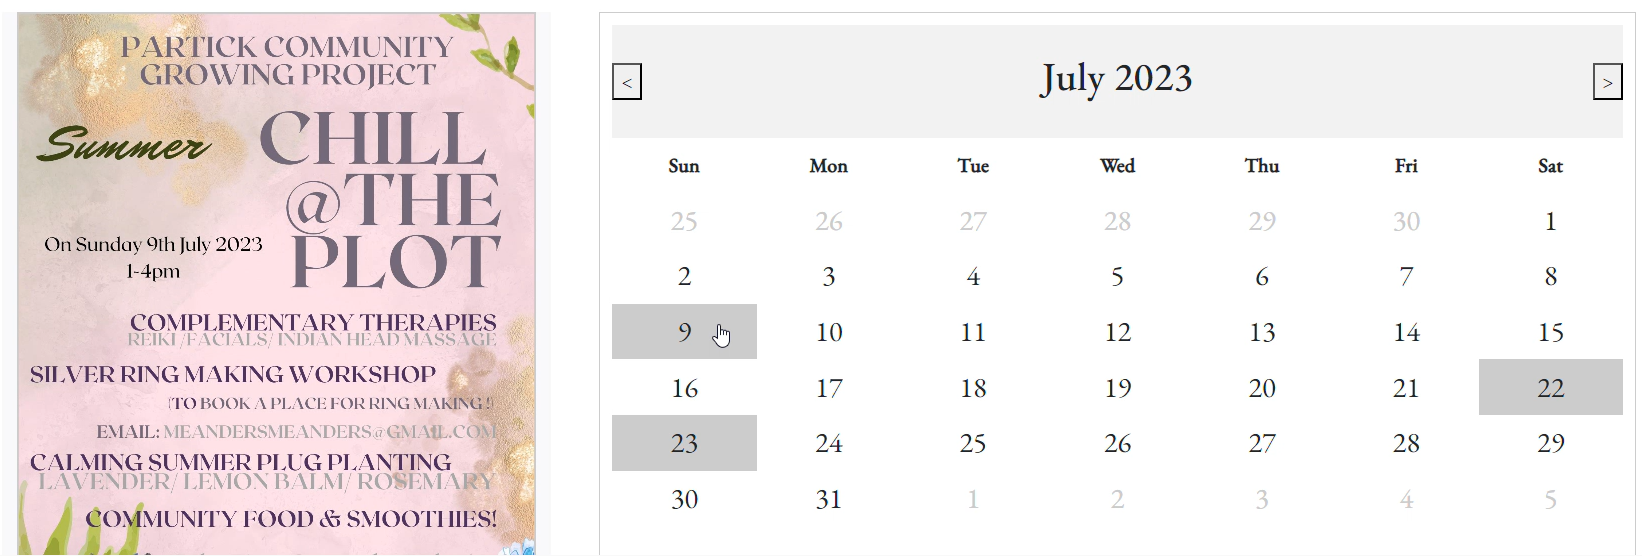 PARTICK COMMUNITY
GROWING PROJECT
Summer
CHILL
@THE
PLOT
On Sunday 9th July 2023
1-4pm
COMPLEMENTARY THERAPIES
REIKI/FACIALS/ INDIAN HEAD MASSAGE
SILVER RING MAKING WORKSHOP
(TO BOOK A PLACE FOR RING MAKING !)
EMAIL: MEANDERSMEANDERS@GMAIL.COM
CALMING SUMMER PLUG PLANTING
LAVENDER/ LEMON BALM/ ROSEMARY
COMMUNITY FOOD & SMOOTHIES!
< July 2023 >
Sun Mon Tue Wed Thu Fri Sat
25 26 27 28 29 30 1
2 3 4 5 6 7 8
9 10 11 12 13 14 15
16 17 18 19 20 21 22
23 24 25 26 27 28 29
30 31 1 2 3 4 5